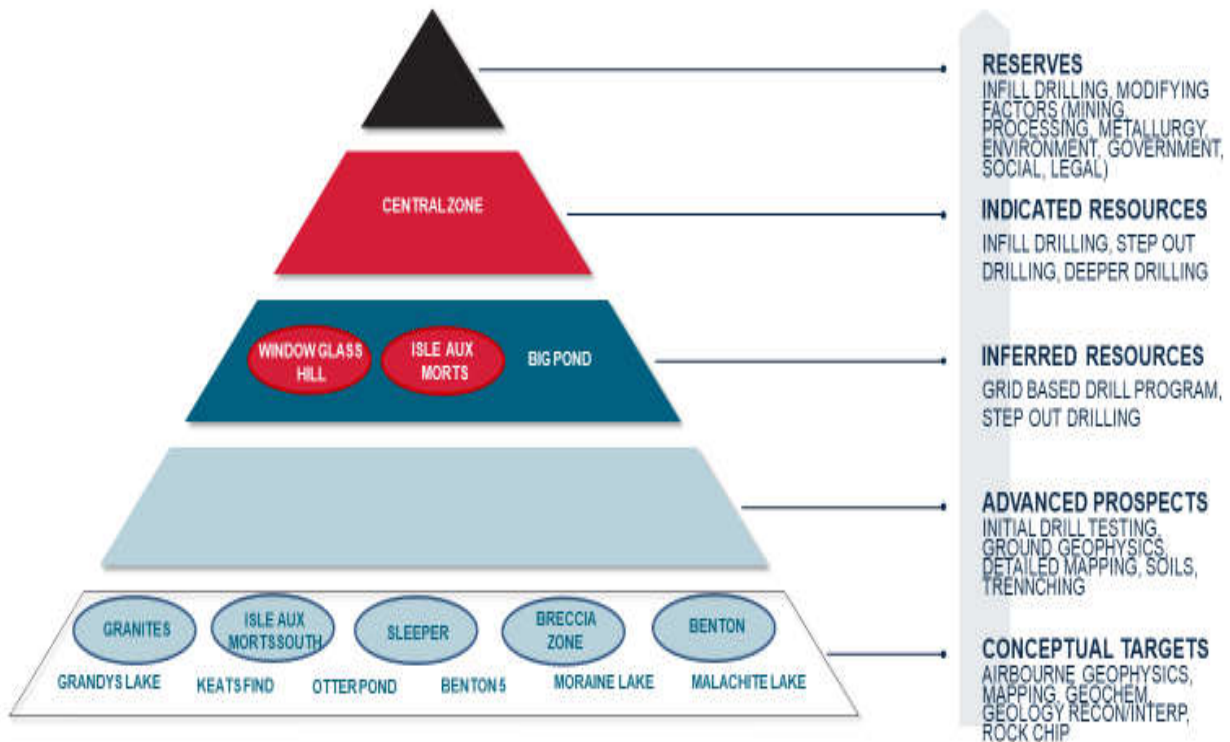 RESERVES
INFILL DRILLING, MODIFYING
FACTORS (MINING,
PROCESSING, METALLURGY,
ENVIRONMENT, GOVERNMENT,
SOCIAL, LEGAL)
CENTRAL ZONE
INDICATED RESOURCES
INFILL DRILLING, STEP OUT
DRILLING, DEEPER DRILLING
WINDOW GLASS
HILL
ISLE AUX
MORTS
BIG POND
INFERRED RESOURCES
GRID BASED DRILL PROGRAM,
STEP OUT DRILLING
ADVANCED PROSPECTS
INITIAL DRILL TESTING,
GROUND GEOPHYSICS,
DETAILED MAPPING, SOILS,
TRENNCHING
GRANITES
ISLE AUX
MORTS SOUTH
SLEEPER
BRECCIA
ZONE
BENTON
GRANDYS LAKE
KEATS FIND
OTTER POND
BENTON 5
MORAINE LAKE
MALACHITE LAKE
CONCEPTUAL TARGETS
AIRBOURNE GEOPHYSICS,
MAPPING, GEOCHEM,
GEOLOGY RECON/INTERP,
ROCK CHIP